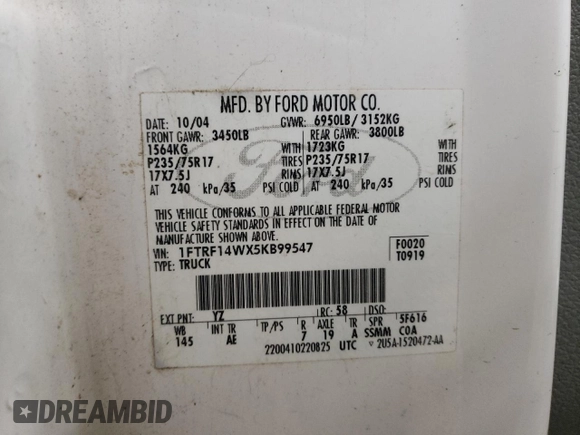 MFD. BY FORD MOTOR CO.
DATE: 10/04 GVWR: 6950LB/ 3152KG
FRONT GAWR: 3450LB REAR GAWR: 3800LB
1564KG WITH 1723KG WITH
P235/75R17 TIRES P235/75R17 TIRES
17X7.5J RIMS 17X7.5J RIMS
AT 240 kPa/35 PSI COLD AT 240 kPa/35 PSI COLD
Ford
THIS VEHICLE CONFORMS TO ALL APPLICABLE FEDERAL MOTOR
VEHICLE SAFETY STANDARDS IN EFFECT ON THE DATE OF
MANUFACTURE SHOWN ABOVE.
VIN: 1FTRF14WX5KB99547 F0020
TYPE: TRUCK T0919
EXT PNT: YZ RC: 58 DSO:
WB INT TR TP/PS R AXLE TR SPR 5F616
145 AE 7 19 A SSMM COA
2200410220825 UTC ▽ 2U5A-1520472-AA
DREAMBID